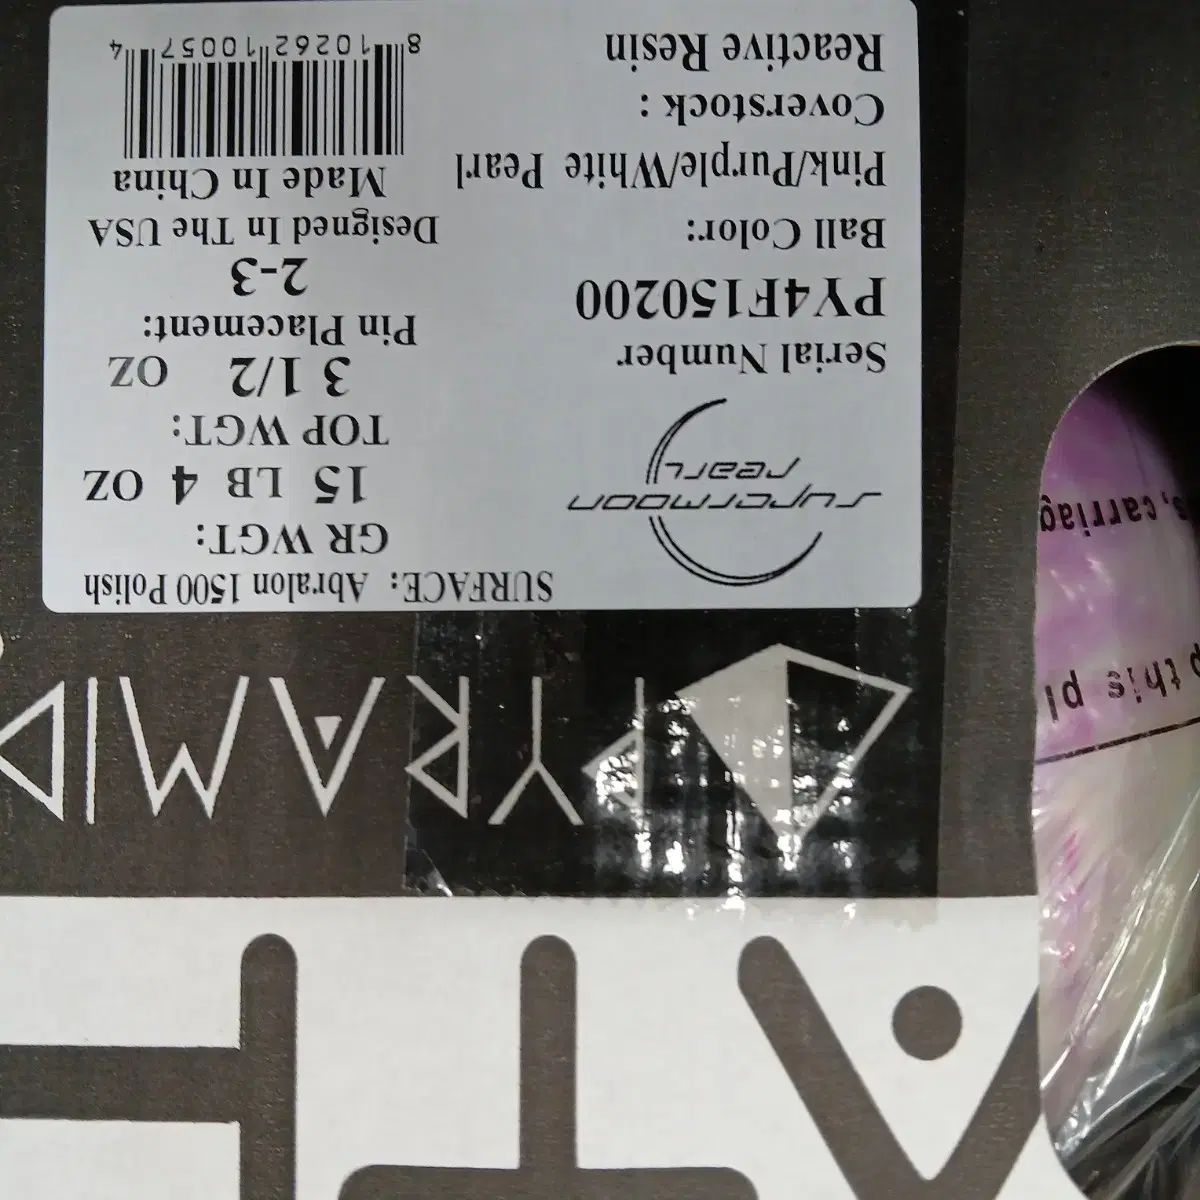 PYRAMID
SURFACE: Abralon 1500 Polish
supermoon
pearl
Serial Number
PY4F150200
Ball Color:
Pink/Purple/White Pearl
Coverstock :
Reactive Resin
GR WGT:
15 LB 4 OZ
TOP WGT:
3 1/2 OZ
Pin Placement:
2-3
Designed In The USA
Made In China
8 10262 10057 4
this